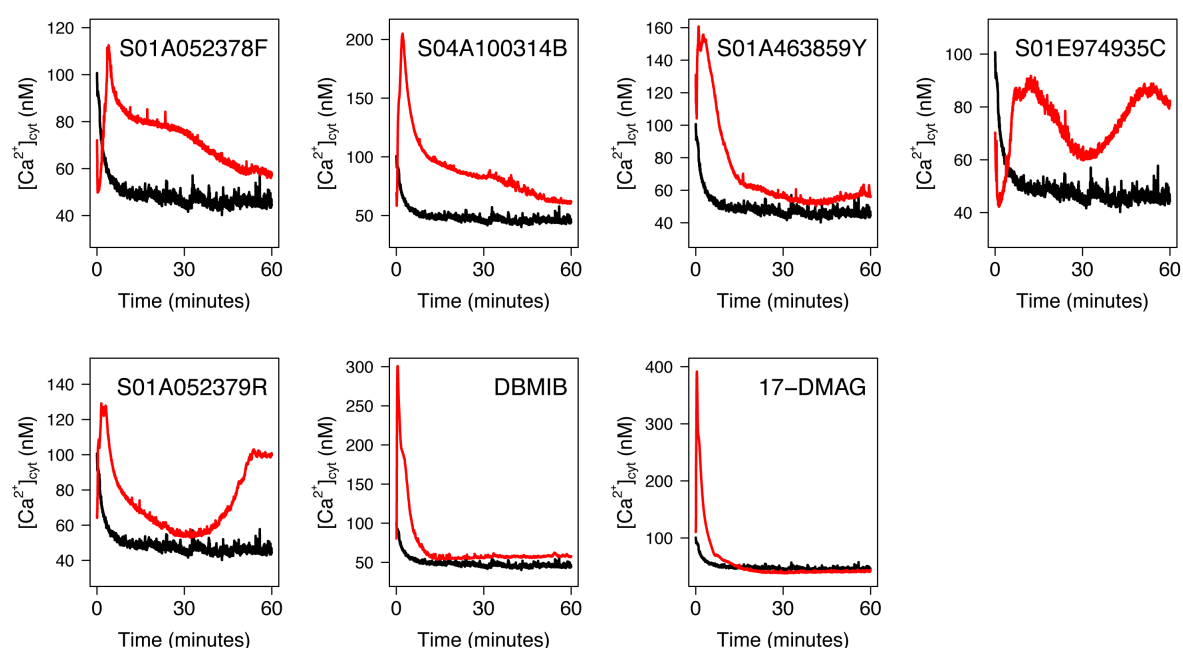 S01A052378F
120
100
80
60
40
[Ca²⁺]cyt (nM)
0 30 60
Time (minutes)
S04A100314B
200
150
100
50
[Ca²⁺]cyt (nM)
0 30 60
Time (minutes)
S01A463859Y
160
140
120
100
80
60
40
[Ca²⁺]cyt (nM)
0 30 60
Time (minutes)
S01E974935C
100
80
60
40
[Ca²⁺]cyt (nM)
0 30 60
Time (minutes)
S01A052379R
140
120
100
80
60
40
[Ca²⁺]cyt (nM)
0 30 60
Time (minutes)
DBMIB
300
250
200
150
100
50
[Ca²⁺]cyt (nM)
0 30 60
Time (minutes)
17−DMAG
400
300
200
100
[Ca²⁺]cyt (nM)
0 30 60
Time (minutes)